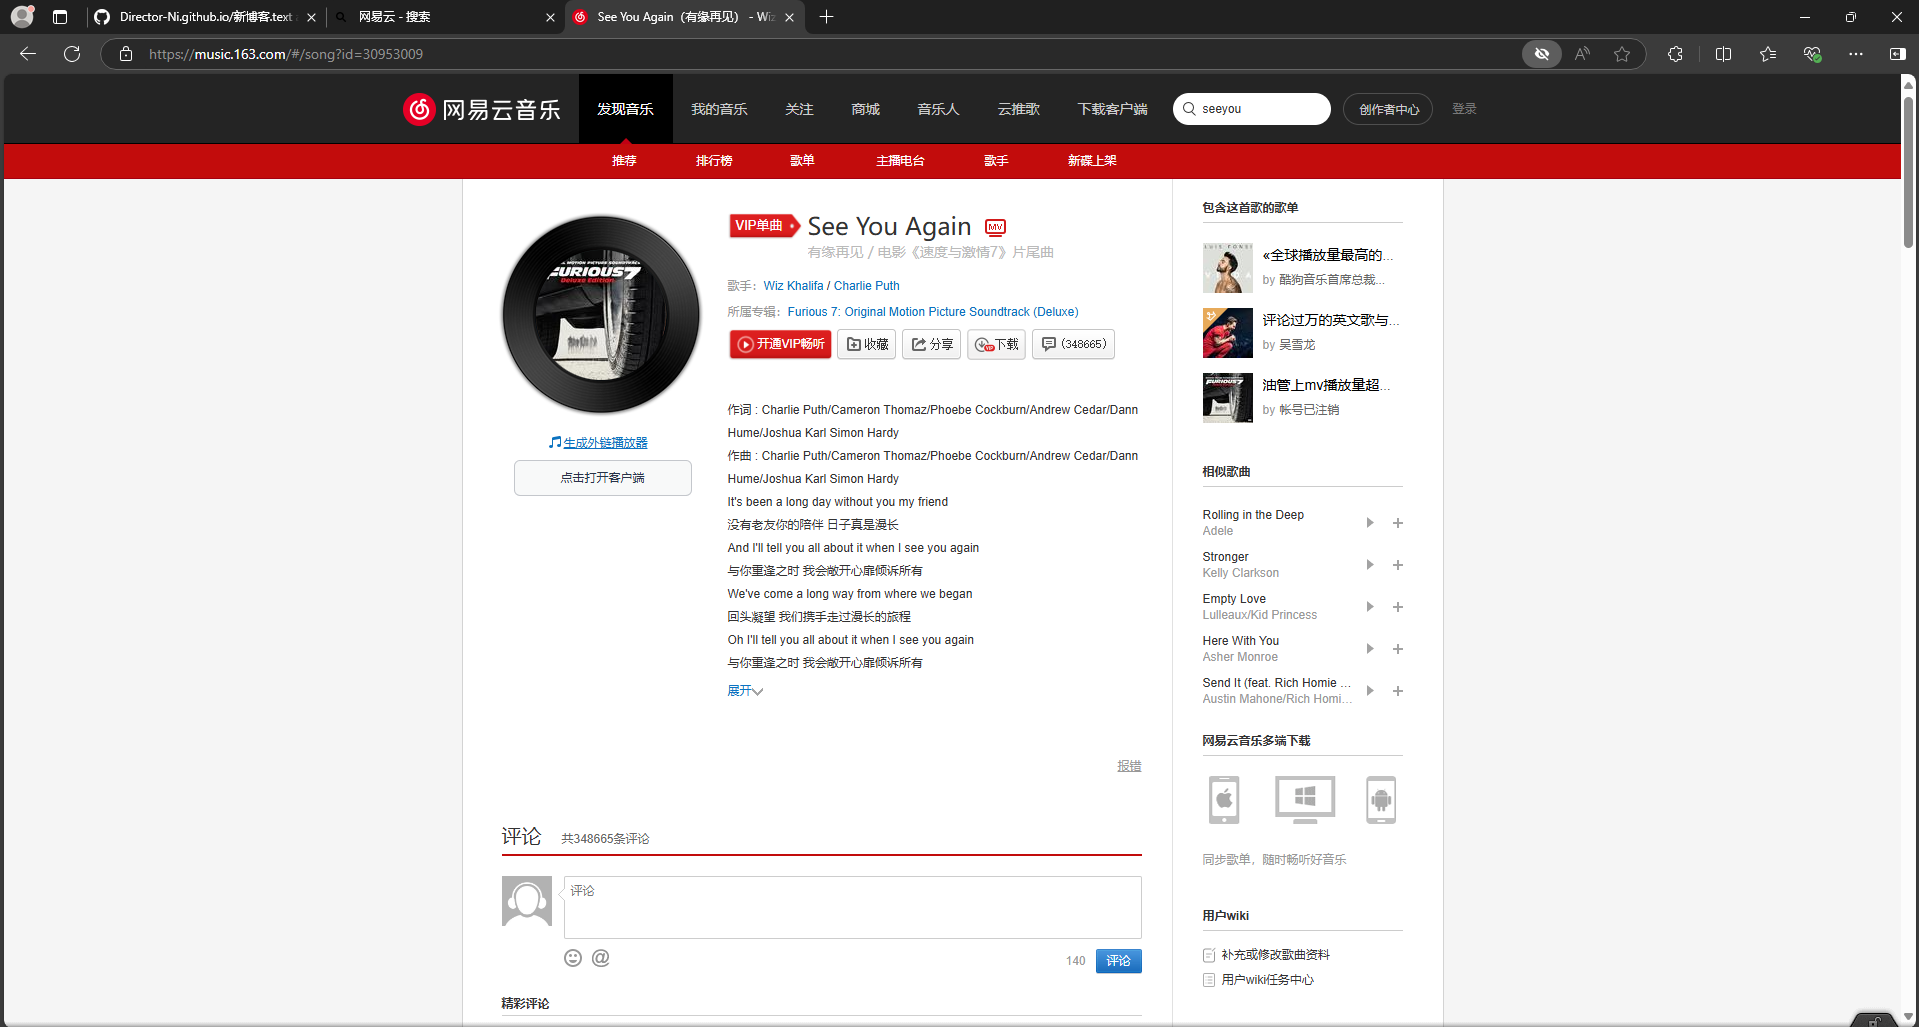 Director-Ni.github.io/新博客.text
网易云 - 搜索
See You Again（有缘再见） - Wiz
https://music.163.com/#/song?id=30953009
网易云音乐
发现音乐
我的音乐
关注
商城
音乐人
云推歌
下载客户端
seeyou
创作者中心
登录
推荐
排行榜
歌单
主播电台
歌手
新碟上架
VIP单曲
See You Again
MV
有缘再见 / 电影《速度与激情7》片尾曲
歌手：Wiz Khalifa / Charlie Puth
所属专辑：Furious 7: Original Motion Picture Soundtrack (Deluxe)
开通VIP畅听
收藏
分享
VIP
下载
(348665)
FURIOUS 7
Deluxe Edition
生成外链播放器
点击打开客户端
作词 : Charlie Puth/Cameron Thomaz/Phoebe Cockburn/Andrew Cedar/Dann
Hume/Joshua Karl Simon Hardy
作曲 : Charlie Puth/Cameron Thomaz/Phoebe Cockburn/Andrew Cedar/Dann
Hume/Joshua Karl Simon Hardy
It's been a long day without you my friend
没有老友你的陪伴 日子真是漫长
And I'll tell you all about it when I see you again
与你重逢之时 我会敞开心扉倾诉所有
We've come a long way from where we began
回头凝望 我们携手走过漫长的旅程
Oh I'll tell you all about it when I see you again
与你重逢之时 我会敞开心扉倾诉所有
展开
报错
评论
共348665条评论
评论
140
评论
精彩评论
包含这首歌的歌单
LUIS FONSI
«全球播放量最高的...
by 酷狗音乐首席总裁...
评论过万的英文歌与...
by 吴雪龙
FURIOUS 7
油管上mv播放量超...
by 帐号已注销
相似歌曲
Rolling in the Deep
Adele
Stronger
Kelly Clarkson
Empty Love
Lulleaux/Kid Princess
Here With You
Asher Monroe
Send It (feat. Rich Homie ...
Austin Mahone/Rich Homi...
网易云音乐多端下载
同步歌单，随时畅听好音乐
用户wiki
补充或修改歌曲资料
用户wiki任务中心